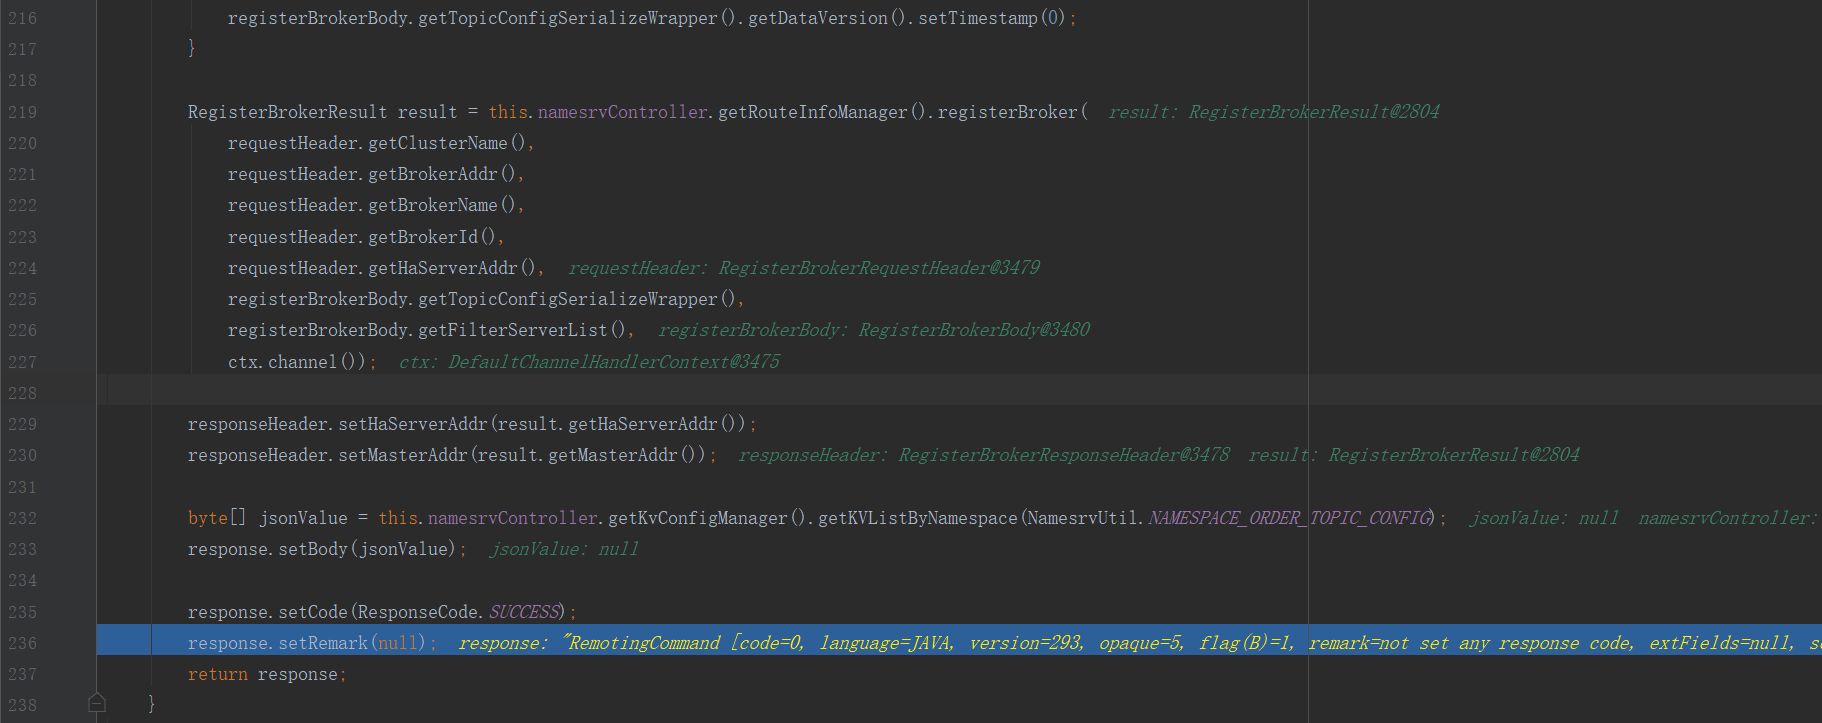 216 registerBrokerBody.getTopicConfigSerializeWrapper().getDataVersion().setTimestamp(0);
217 }
218
219 RegisterBrokerResult result = this.namesrvController.getRouteInfoManager().registerBroker( result: RegisterBrokerResult@2804
220 requestHeader.getClusterName(),
221 requestHeader.getBrokerAddr(),
222 requestHeader.getBrokerName(),
223 requestHeader.getBrokerId(),
224 requestHeader.getHaServerAddr(), requestHeader: RegisterBrokerRequestHeader@3479
225 registerBrokerBody.getTopicConfigSerializeWrapper(),
226 registerBrokerBody.getFilterServerList(), registerBrokerBody: RegisterBrokerBody@3480
227 ctx.channel()); ctx: DefaultChannelHandlerContext@3475
228
229 responseHeader.setHaServerAddr(result.getHaServerAddr());
230 responseHeader.setMasterAddr(result.getMasterAddr()); responseHeader: RegisterBrokerResponseHeader@3478 result: RegisterBrokerResult@2804
231
232 byte[] jsonValue = this.namesrvController.getKvConfigManager().getKVListByNamespace(NamesrvUtil.NAMESPACE_ORDER_TOPIC_CONFIG); jsonValue: null namesrvController:
233 response.setBody(jsonValue); jsonValue: null
234
235 response.setCode(ResponseCode.SUCCESS);
236 response.setRemark(null); response: "RemotingCommand [code=0, language=JAVA, version=293, opaque=5, flag(B)=1, remark=not set any response code, extFields=null, s
237 return response;
238 }